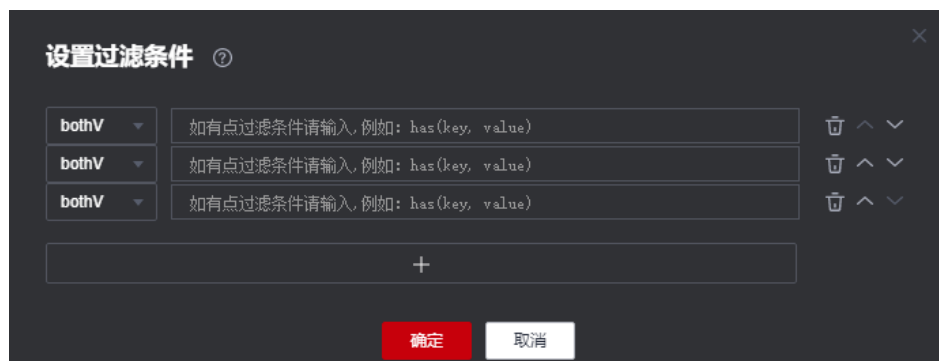 设置过滤条件
bothV 如有点过滤条件请输入,例如：has(key, value)
bothV 如有点过滤条件请输入,例如：has(key, value)
bothV 如有点过滤条件请输入,例如：has(key, value)
确定 取消